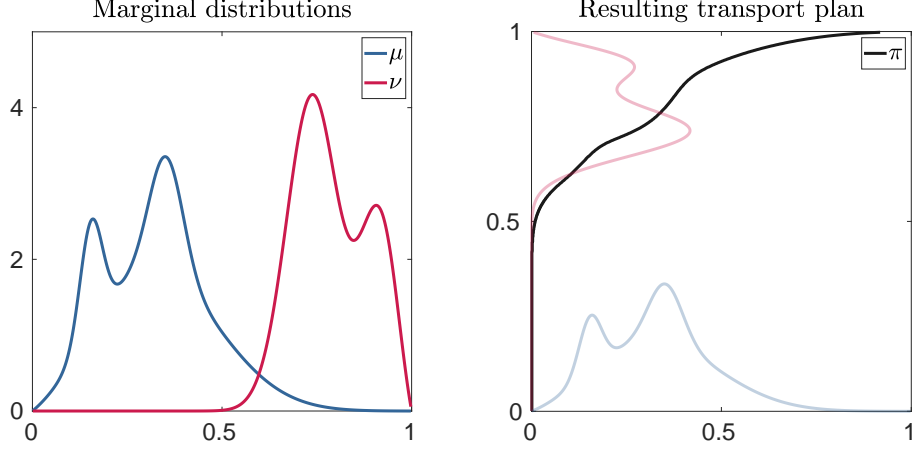 Marginal distributions
μ
ν
4
2
0
0
0.5
1
Resulting transport plan
π
1
0.5
0
0
0.5
1